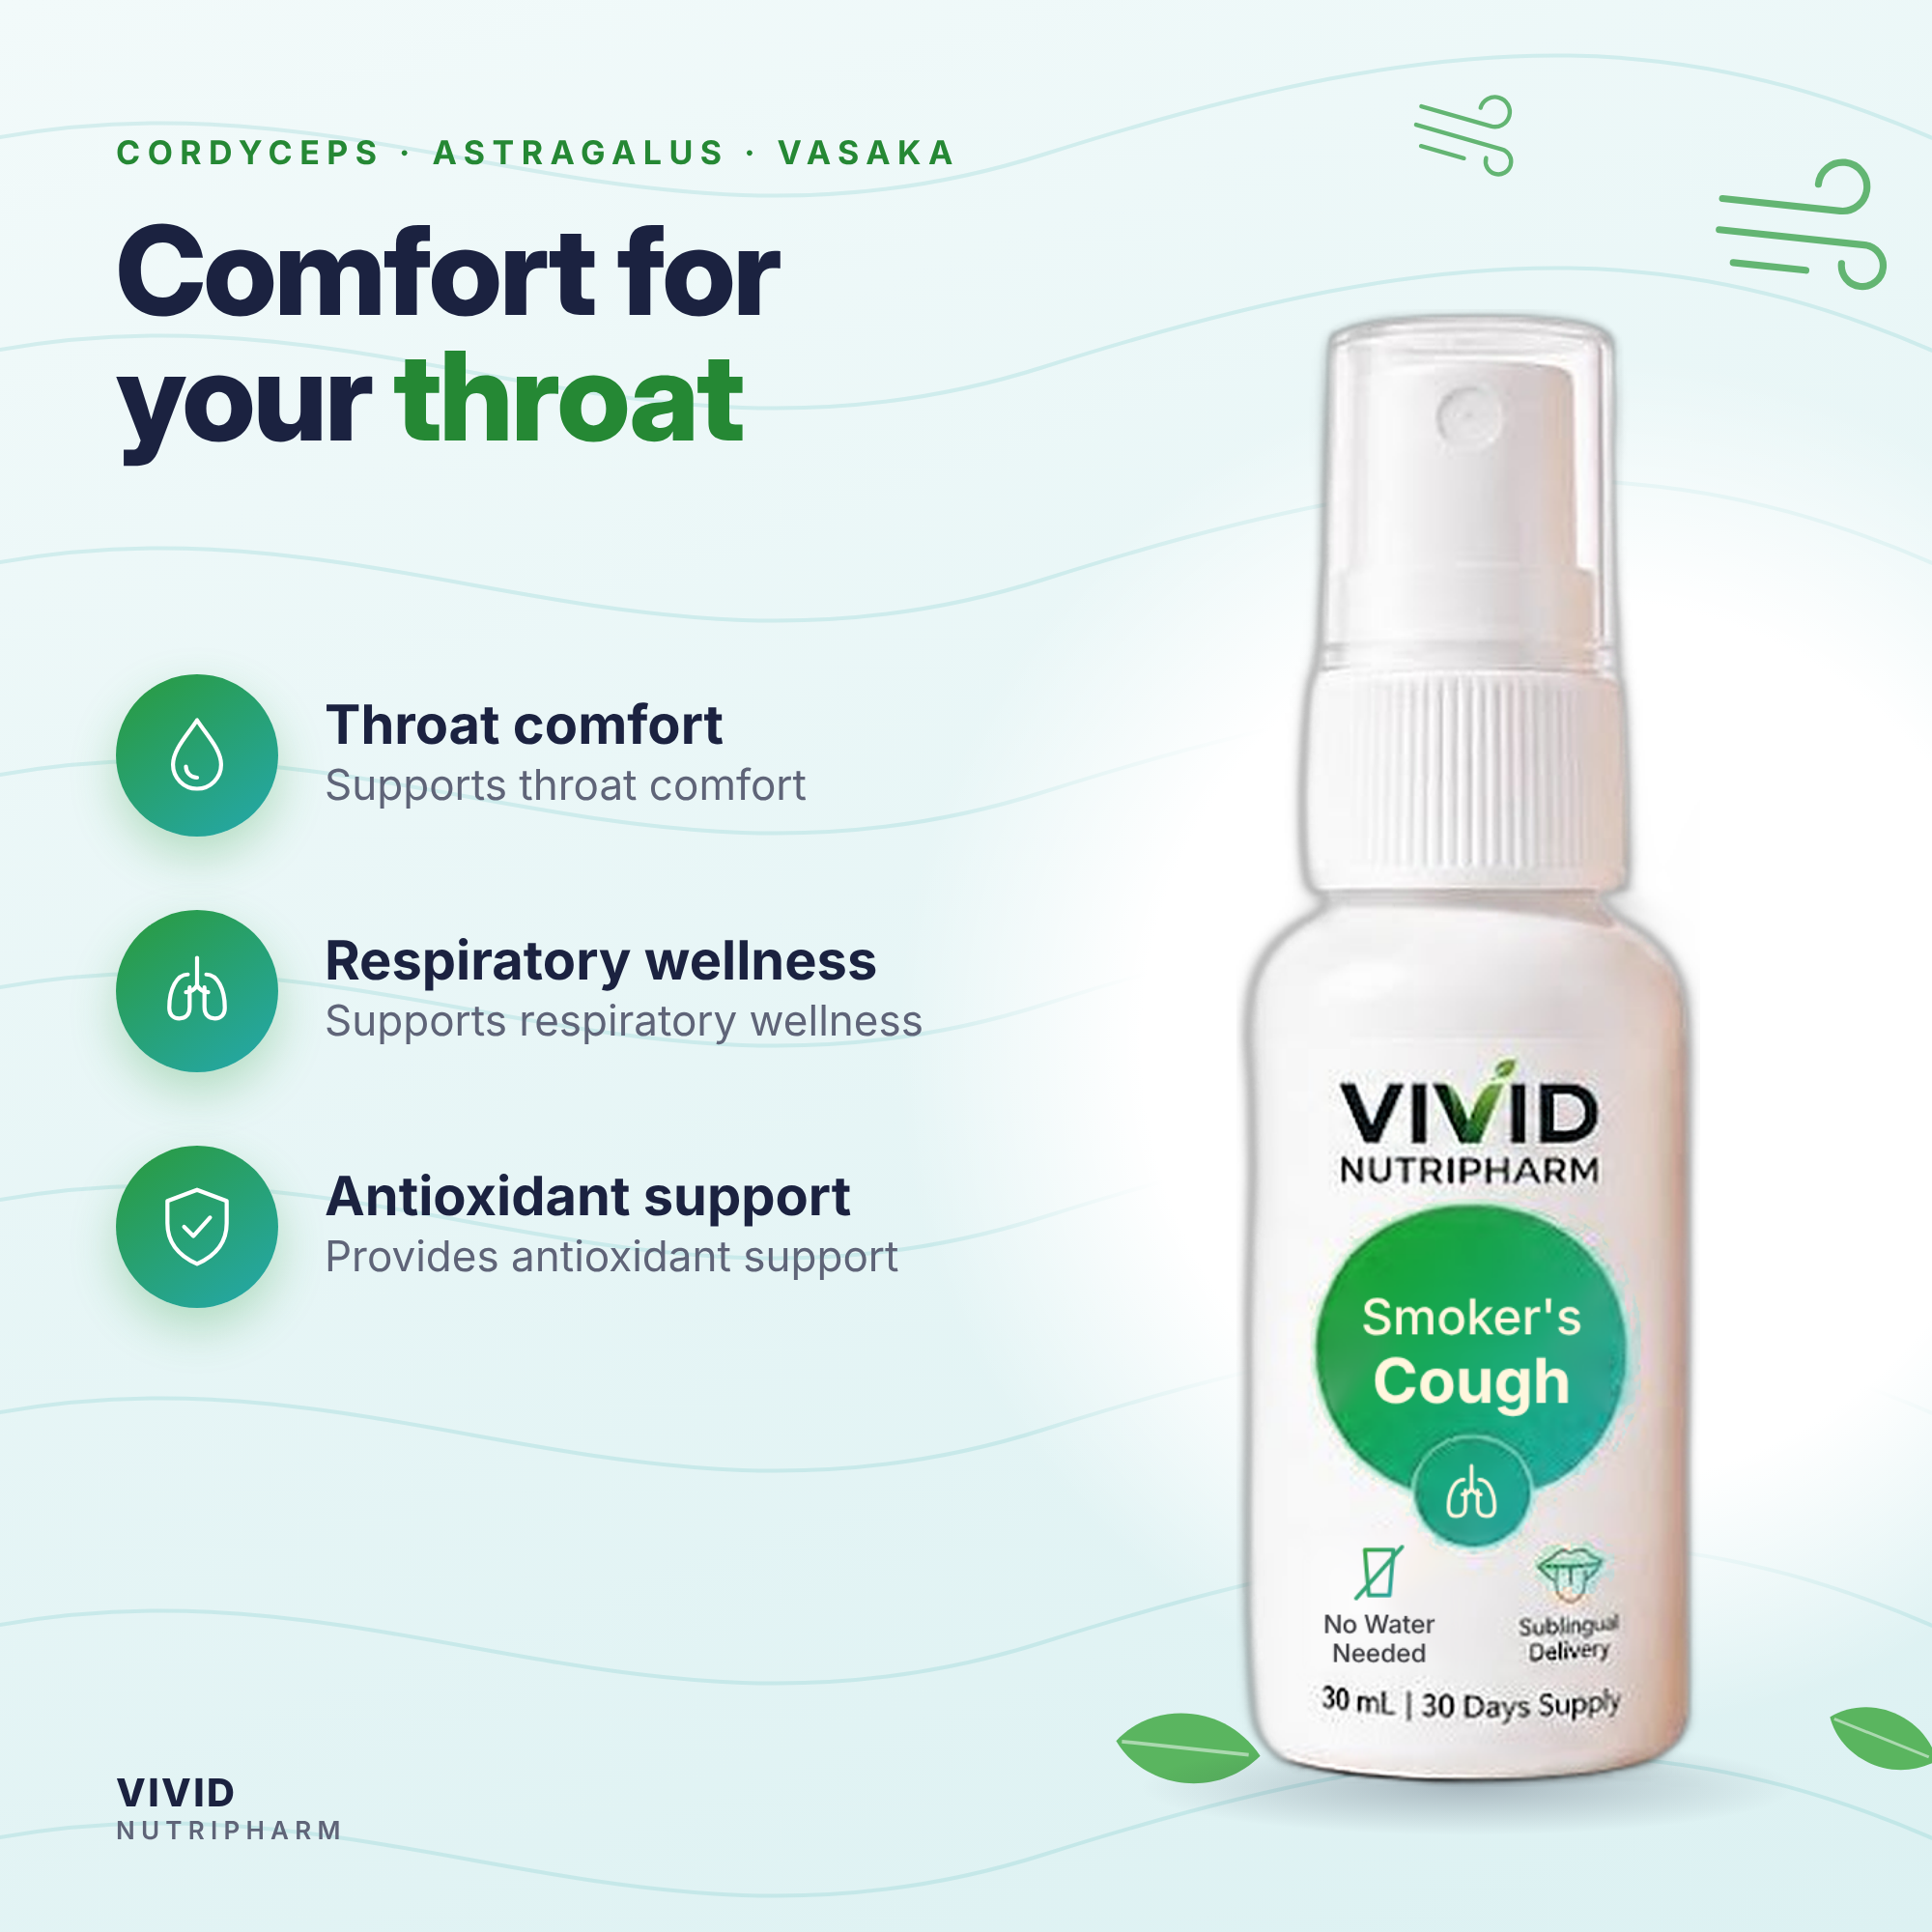 CORDYCEPS · ASTRAGALUS · VASAKA
Comfort for
your throat
Throat comfort
Supports throat comfort
Respiratory wellness
Supports respiratory wellness
Antioxidant support
Provides antioxidant support
VIVID
NUTRIPHARM
Smoker's
Cough
No Water
Needed
Sublingual
Delivery
30 mL | 30 Days Supply
VIVID
NUTRIPHARM